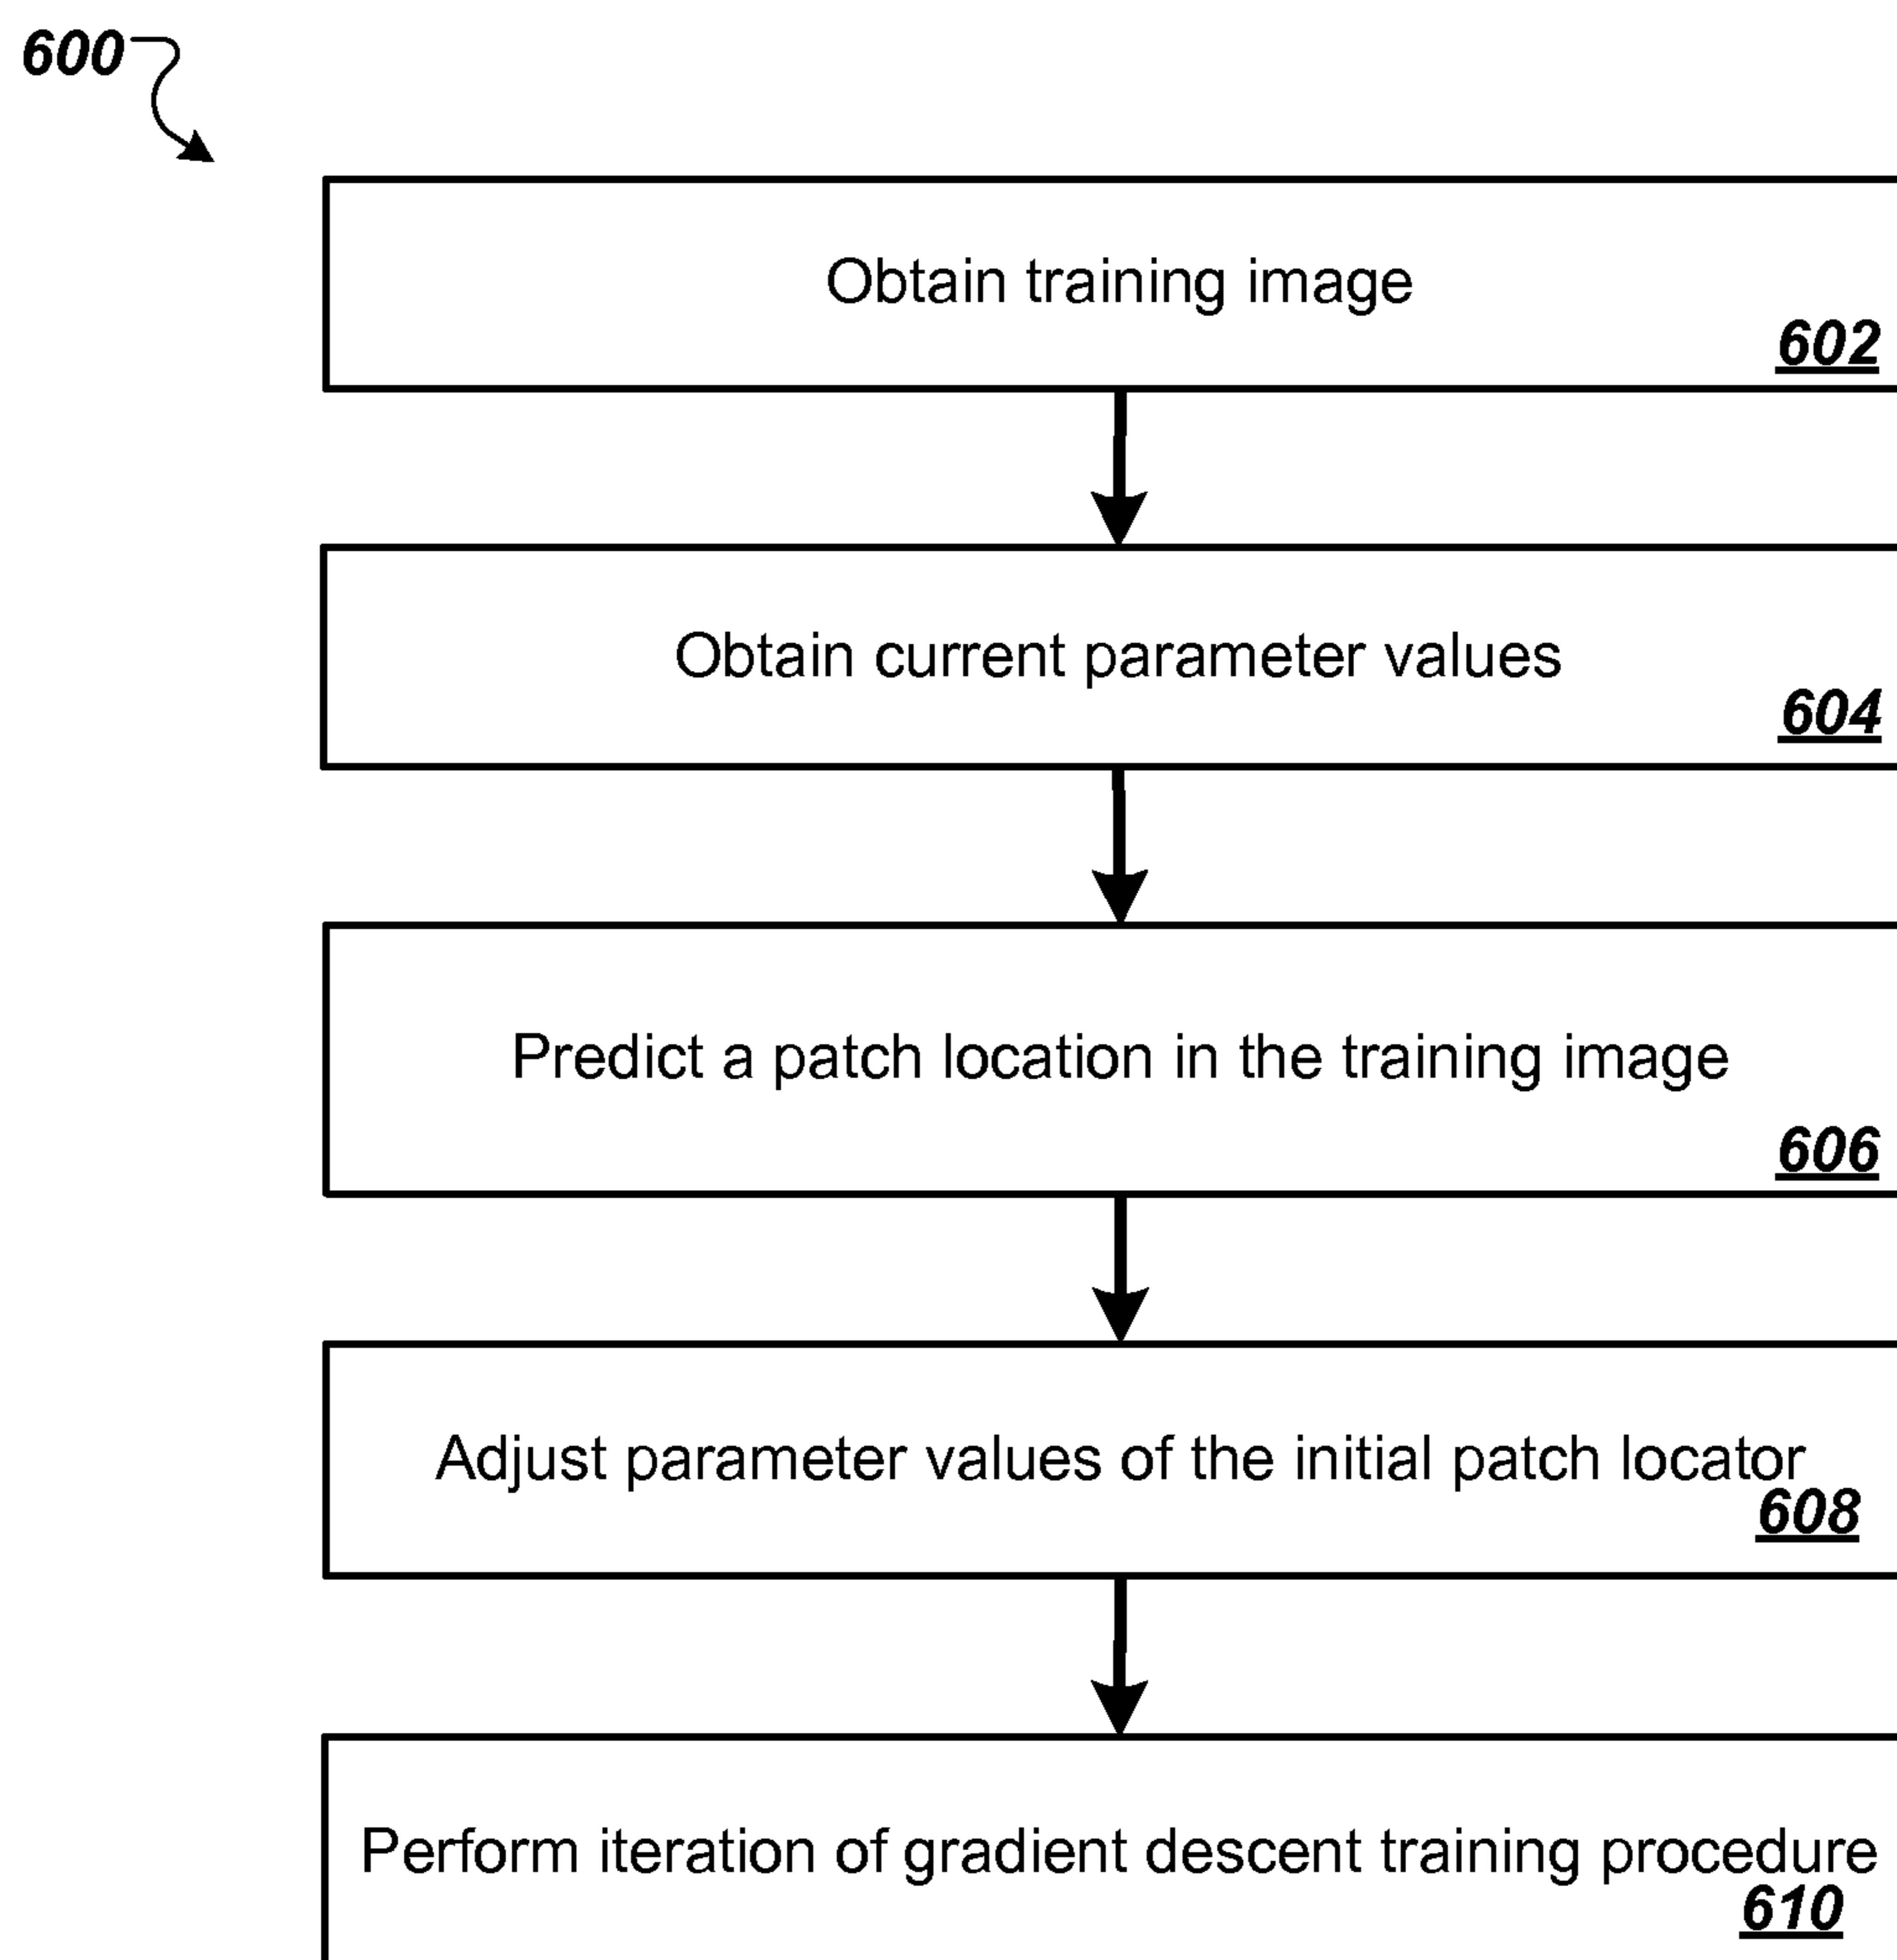 600
Obtain training image
602
Obtain current parameter values
604
Predict a patch location in the training image
606
Adjust parameter values of the initial patch locator
608
Perform iteration of gradient descent training procedure
610